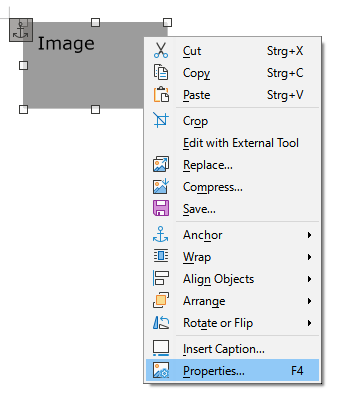 Image
Cut Strg+X
Copy Strg+C
Paste Strg+V
Crop
Edit with External Tool
Replace...
Compress...
Save...
Anchor
Wrap
Align Objects
Arrange
Rotate or Flip
Insert Caption...
Properties... F4